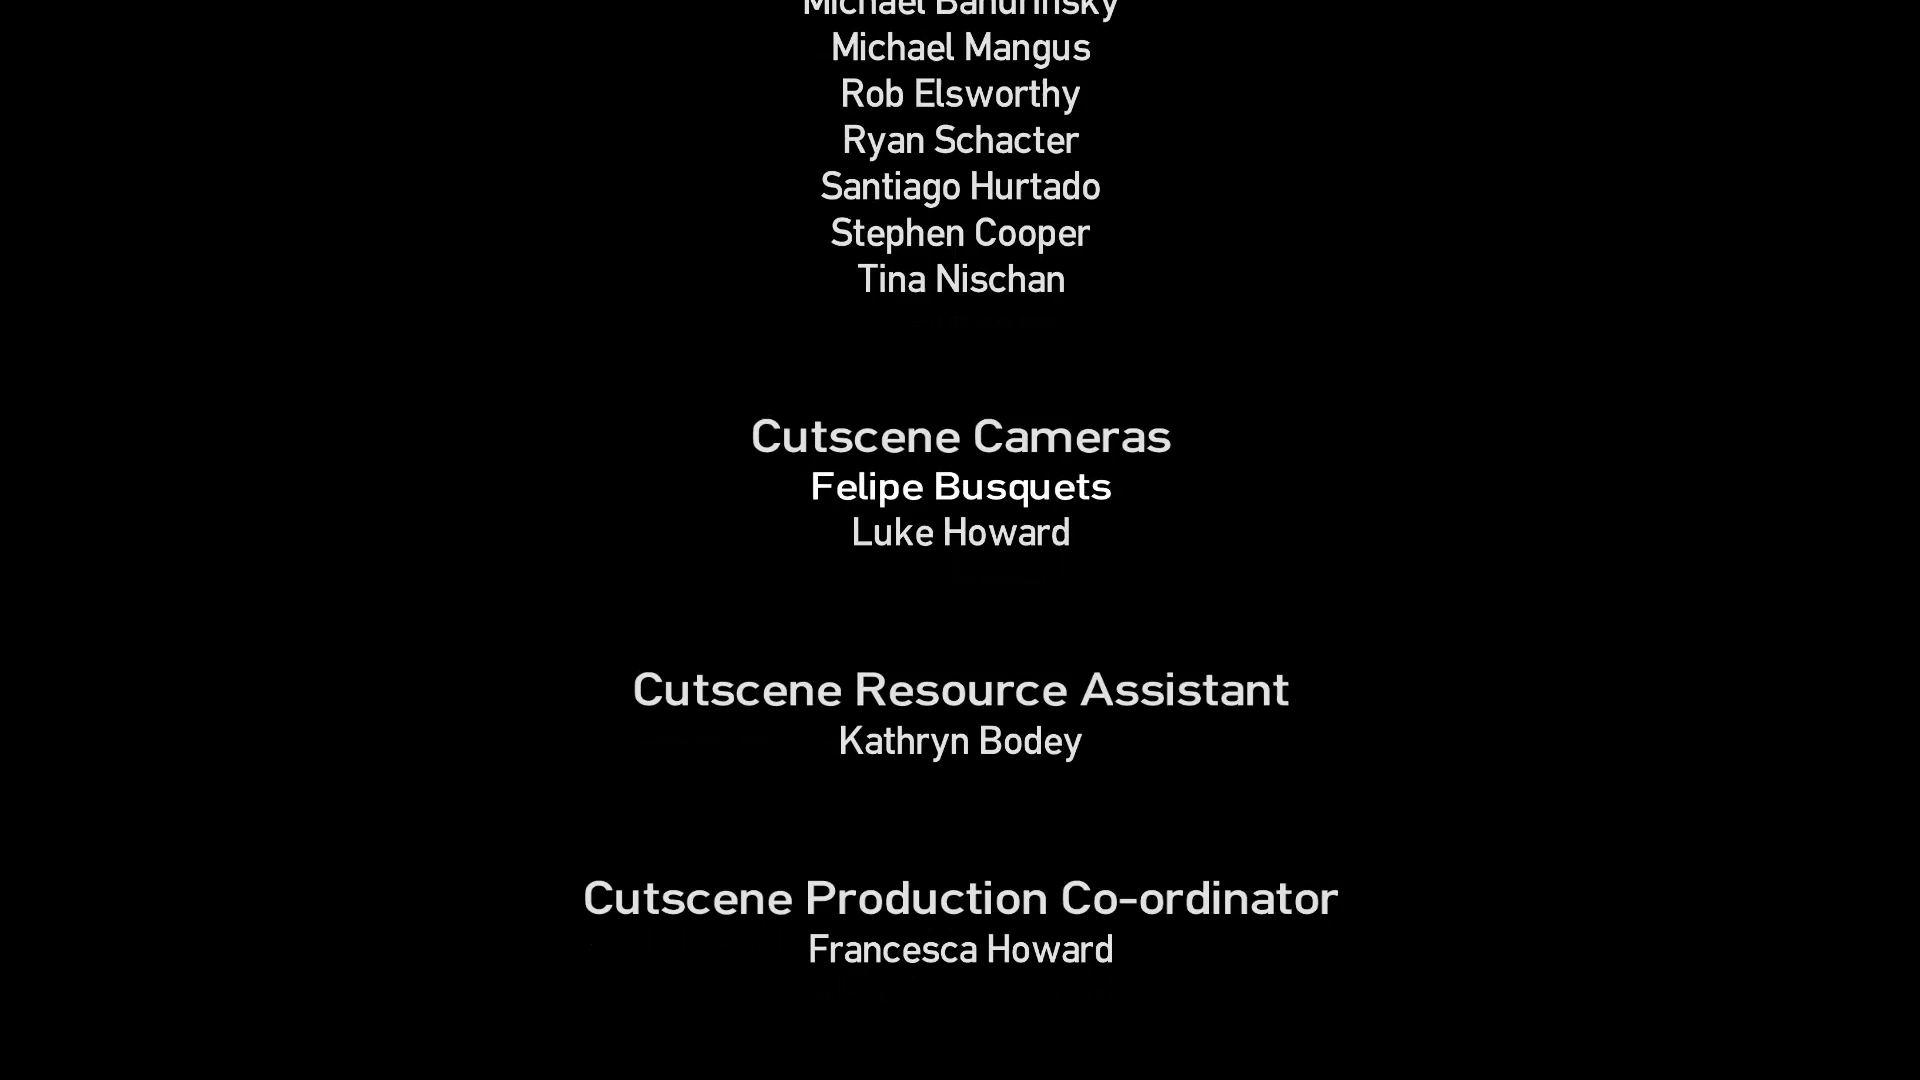 Michael
Michael Mangus
Rob Elsworthy
Ryan Schacter
Santiago Hurtado
Stephen Cooper
Tina Nischan
Cutscene Cameras
Felipe Busquets
Luke Howard
Cutscene Resource Assistant
Kathryn Bodey
Cutscene Production Co-ordinator
Francesca Howard